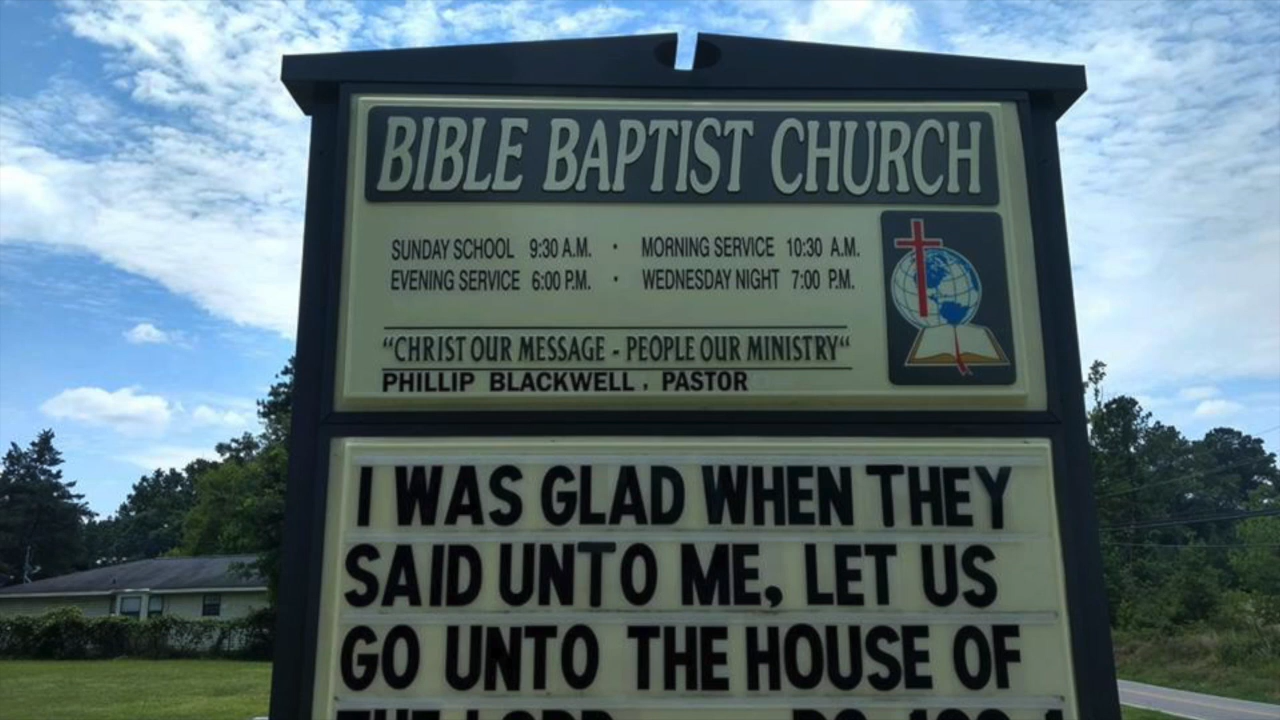 BIBLE BAPTIST CHURCH
SUNDAY SCHOOL 9:30 A.M. · MORNING SERVICE 10:30 A.M.
EVENING SERVICE 6:00 P.M. · WEDNESDAY NIGHT 7:00 P.M.
“CHRIST OUR MESSAGE - PEOPLE OUR MINISTRY“
PHILLIP BLACKWELL . PASTOR
I WAS GLAD WHEN THEY
SAID UNTO ME, LET US
GO UNTO THE HOUSE OF
THE LORD